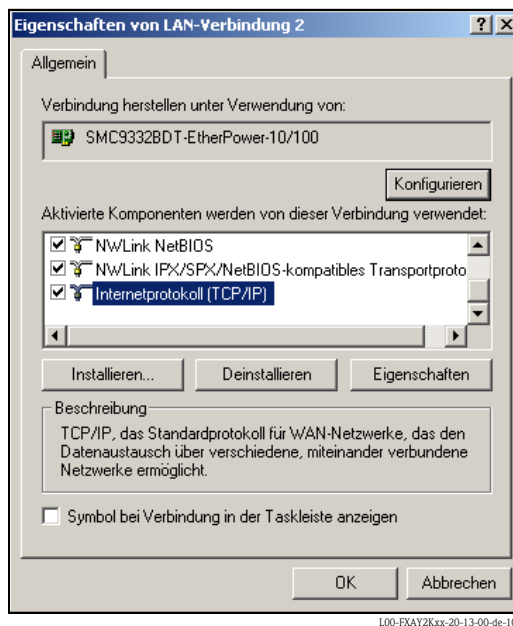 Eigenschaften von LAN-Verbindung 2
Allgemein
Verbindung herstellen unter Verwendung von:
SMC9332BDT-EtherPower-10/100
Konfigurieren
Aktivierte Komponenten werden von dieser Verbindung verwendet:
NWLink NetBIOS
NWLink IPX/SPX/NetBIOS-kompatibles Transportproto
Internetprotokoll (TCP/IP)
Installieren...
Deinstallieren
Eigenschaften
Beschreibung
TCP/IP, das Standardprotokoll für WAN-Netzwerke, das den
Datenaustausch über verschiedene, miteinander verbundene
Netzwerke ermöglicht.
Symbol bei Verbindung in der Taskleiste anzeigen
OK
Abbrechen
L00-FXAY2Kxx-20-13-00-de-10